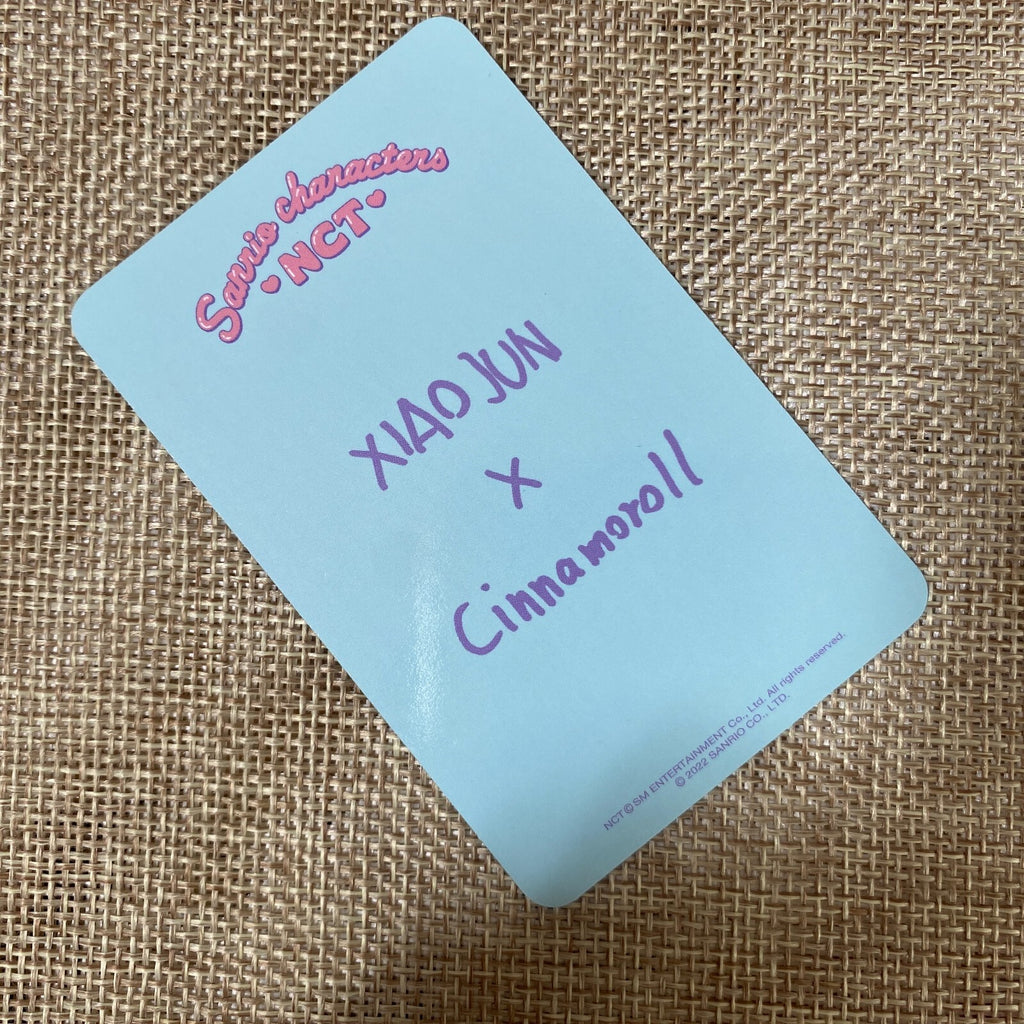 Sanrio characters
NCT
XIAO JUN
X
Cinnamoroll
NCT©SM ENTERTAINMENT Co., Ltd. All rights reserved.
© 2022 SANRIO CO., LTD.